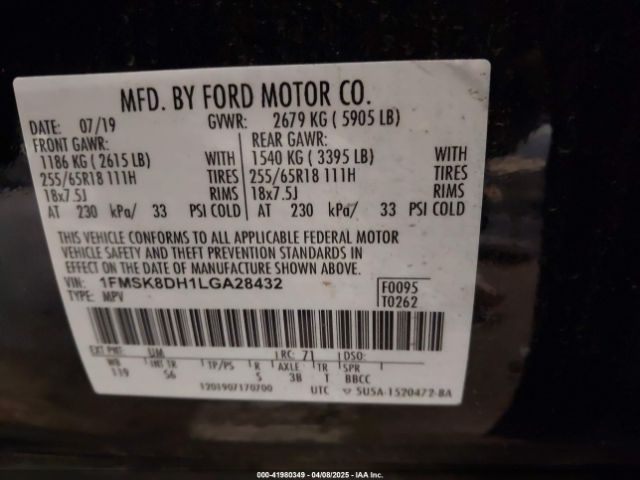 MFD. BY FORD MOTOR CO.
DATE: 07/19 GVWR: 2679 KG ( 5905 LB)
FRONT GAWR: REAR GAWR:
1186 KG ( 2615 LB) WITH 1540 KG ( 3395 LB) WITH
255/65R18 111H TIRES 255/65R18 111H TIRES
18x7.5J RIMS 18x7.5J RIMS
AT 230 kPa/ 33 PSI COLD AT 230 kPa/ 33 PSI COLD
THIS VEHICLE CONFORMS TO ALL APPLICABLE FEDERAL MOTOR
VEHICLE SAFETY AND THEFT PREVENTION STANDARDS
IN EFFECT ON THE DATE OF MANUFACTURE SHOWN ABOVE.
VIN: 1FMSK8DH1LGA28432 F0095
TYPE: MPV T0262
EXT PNT: UM RC: 71 DSO:
WB INT TR TP/PS R AXLE TR SPR
119 S6 5 3B T BBCC
1201907170700 UTC 5U5A-1520472-BA
000-41980349 - 04/08/2025 - IAA Inc.